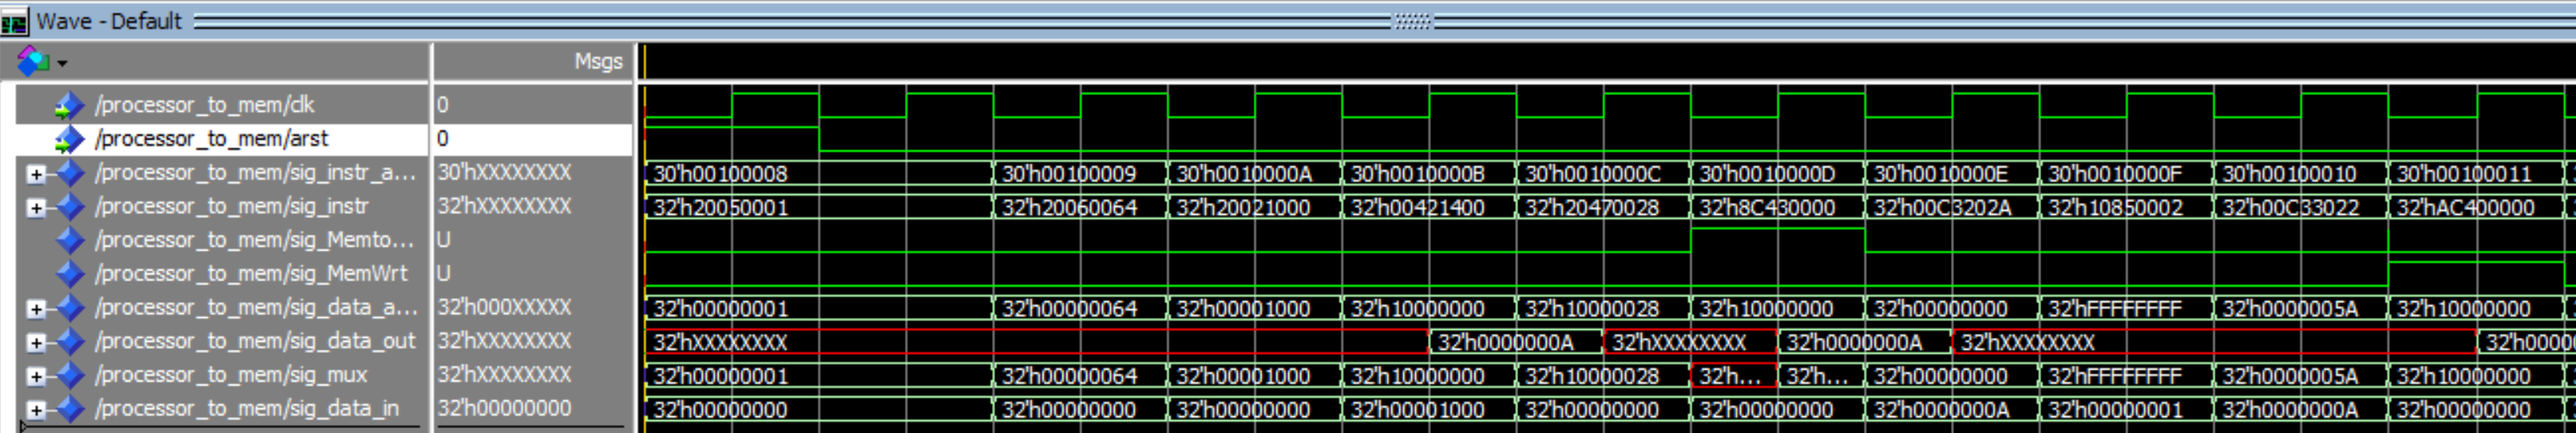 Wave - Default
Msgs
/processor_to_mem/clk 0
/processor_to_mem/arst 0
/processor_to_mem/sig_instr_a... 30'hXXXXXXXX 30'h00100008 30'h00100009 30'h0010000A 30'h0010000B 30'h0010000C 30'h0010000D 30'h0010000E 30'h0010000F 30'h00100010 30'h00100011
/processor_to_mem/sig_instr 32'hXXXXXXXX 32'h20050001 32'h20060064 32'h20021000 32'h00421400 32'h20470028 32'h8C430000 32'h00C3202A 32'h10850002 32'h00C33022 32'hAC400000
/processor_to_mem/sig_Memto... U
/processor_to_mem/sig_MemWrt U
/processor_to_mem/sig_data_a... 32'h000XXXXX 32'h00000001 32'h00000064 32'h00001000 32'h10000000 32'h10000028 32'h10000000 32'h00000000 32'hFFFFFFFF 32'h0000005A 32'h10000000
/processor_to_mem/sig_data_out 32'hXXXXXXXX 32'hXXXXXXXX 32'h0000000A 32'hXXXXXXXX 32'h0000000A 32'hXXXXXXXX 32'h0000
/processor_to_mem/sig_mux 32'hXXXXXXXX 32'h00000001 32'h00000064 32'h00001000 32'h10000000 32'h10000028 32'h... 32'h... 32'h00000000 32'hFFFFFFFF 32'h0000005A 32'h10000000
/processor_to_mem/sig_data_in 32'h00000000 32'h00000000 32'h00000000 32'h00000000 32'h00001000 32'h00000000 32'h00000000 32'h0000000A 32'h00000001 32'h0000000A 32'h00000000